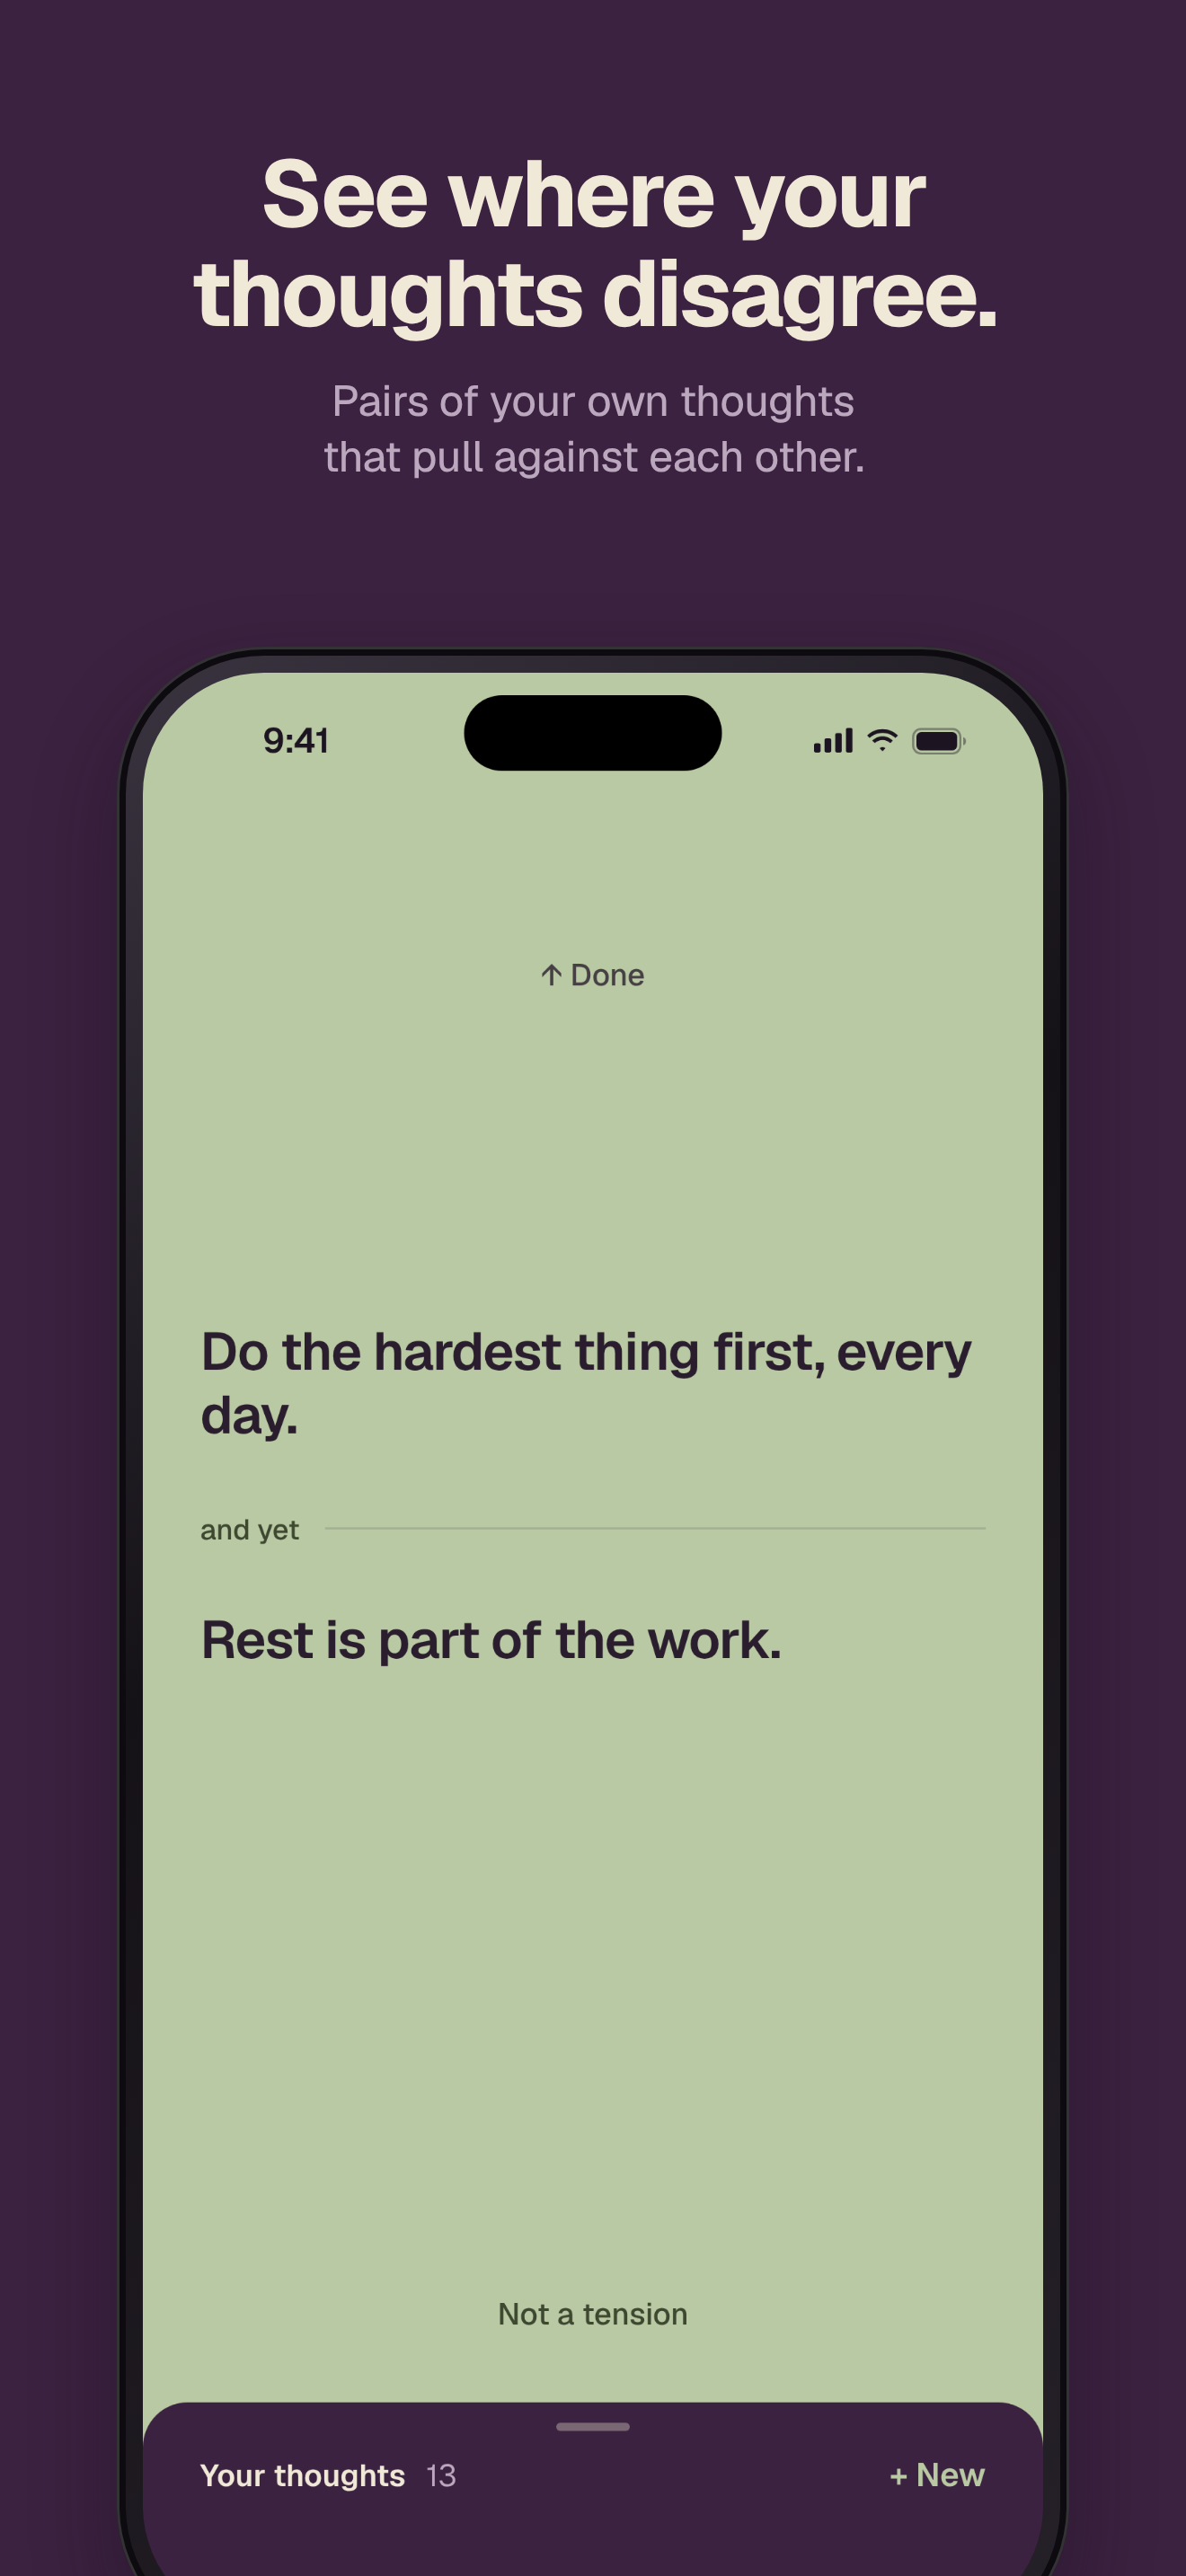 See where your
thoughts disagree.
Pairs of your own thoughts
that pull against each other.
9:41
↑ Done
Do the hardest thing first, every
day.
and yet
Rest is part of the work.
Not a tension
Your thoughts 13
+ New